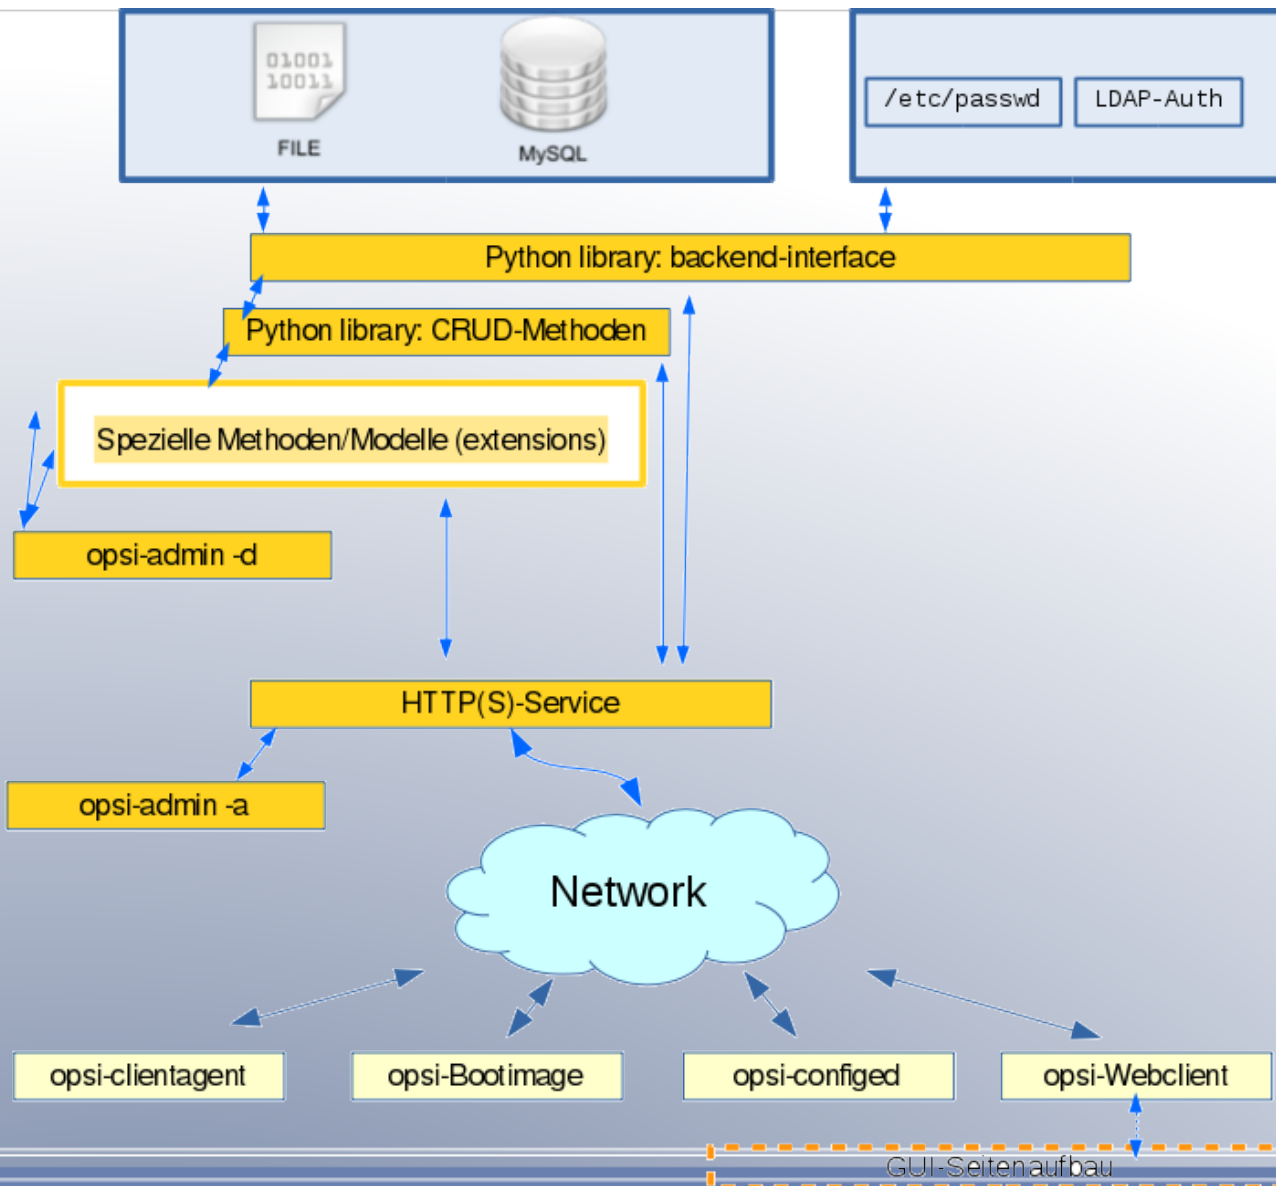 01001
10011
FILE
MySQL
/etc/passwd
LDAP-Auth
Python library: backend-interface
Python library: CRUD-Methoden
Spezielle Methoden/Modelle (extensions)
opsi-admin -d
HTTP(S)-Service
opsi-admin -a
Network
opsi-clientagent
opsi-Bootimage
opsi-configed
opsi-Webclient
GUI-Seitenaufbau